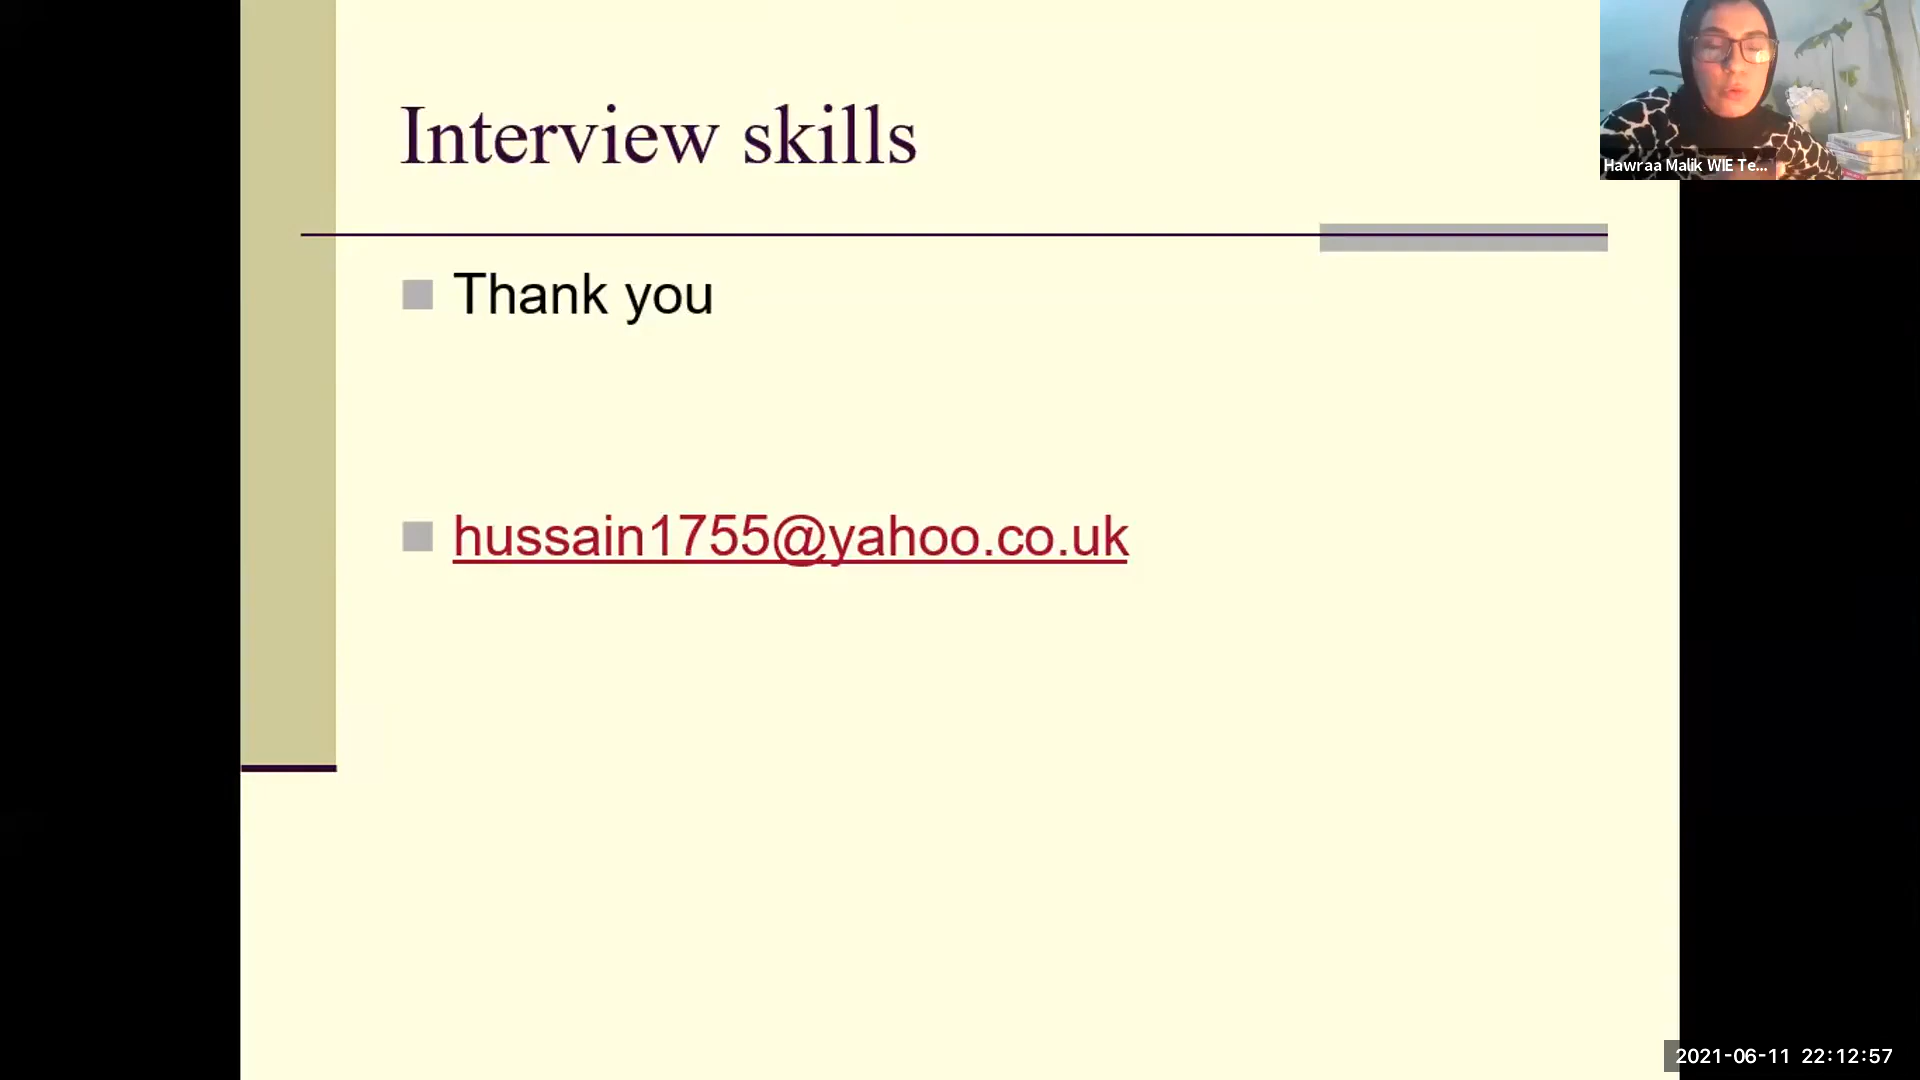 Interview skills
Hawraa Malik WIE Te...
Thank you
hussain1755@yahoo.co.uk
2021-06-11 22:12:57